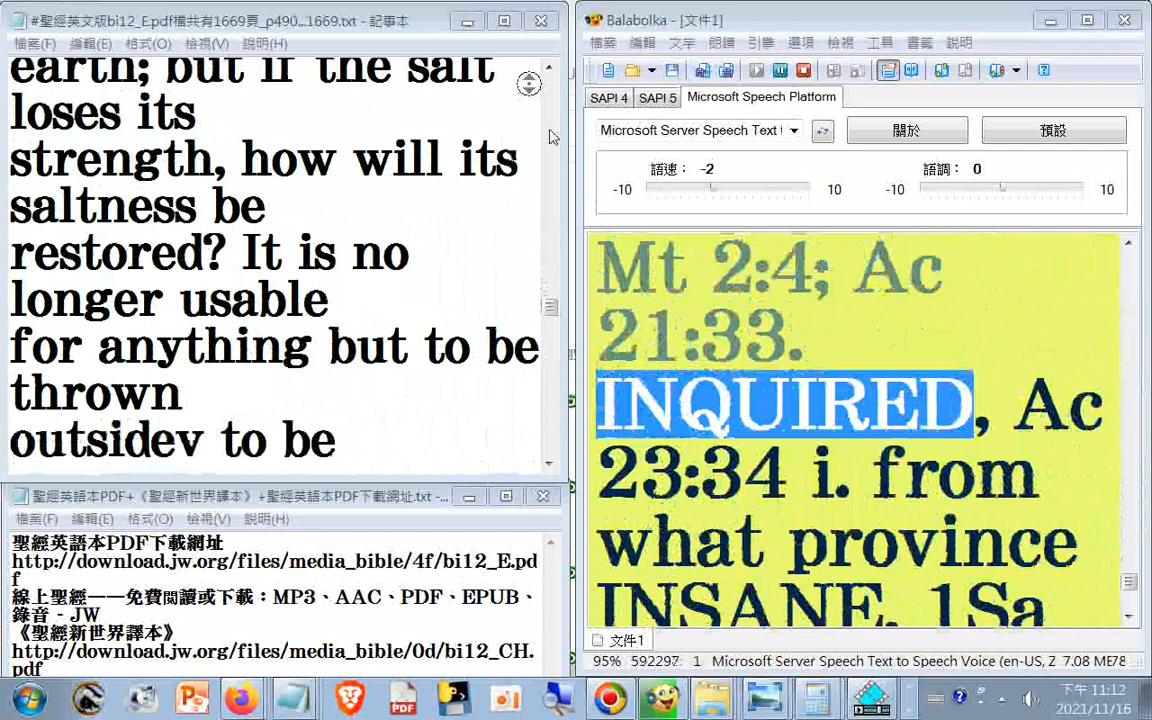 #聖經英文版bi12_E.pdf檔共有1669頁_p490...1669.txt - 記事本
檔案(F) 編輯(E) 格式(O) 檢視(V) 說明(H)
earth; but if the salt
loses its
strength, how will its
saltness be
restored? It is no
longer usable
for anything but to be
thrown
outsidev to be
聖經英語本PDF+《聖經新世界譯本》+聖經英語本PDF下載網址.txt -...
檔案(F) 編輯(E) 格式(O) 檢視(V) 說明(H)
聖經英語本PDF下載網址
http://download.jw.org/files/media_bible/4f/bi12_E.pd
f
線上聖經——免費閱讀或下載：MP3、AAC、PDF、EPUB、
錄音 - JW
《聖經新世界譯本》
http://download.jw.org/files/media_bible/0d/bi12_CH.
pdf
Balabolka - [文件1]
檔案 編輯 文字 朗讀 引擎 選項 檢視 工具 書籤 說明
SAPI 4 SAPI 5 Microsoft Speech Platform
Microsoft Server Speech Text 關於 預設
語速： -2 語調： 0
-10 10 -10 10
Mt 2:4; Ac
21:33.
INQUIRED, Ac
23:34 i. from
what province
INSANE, 1Sa
文件1
95% 592297: 1 Microsoft Server Speech Text to Speech Voice (en-US, Z 7.08 ME78
PDF
下午 11:12
2021/11/16